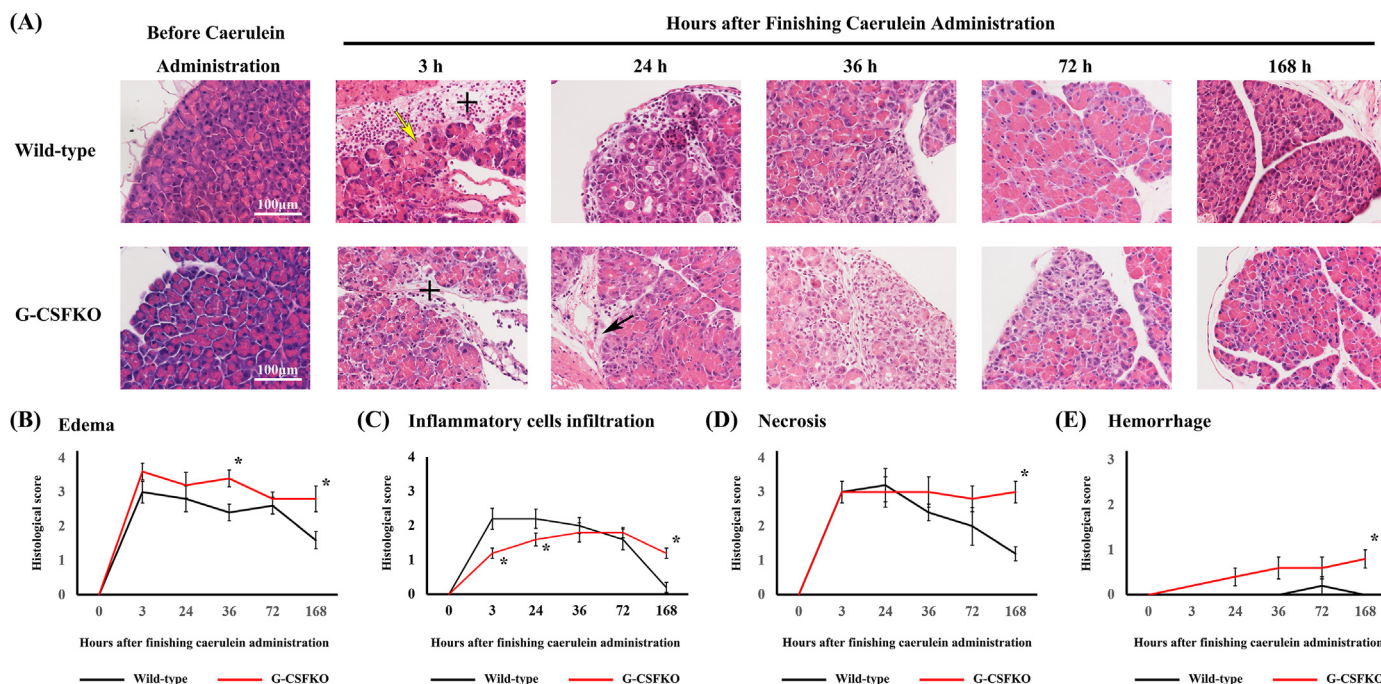 (A)
Before Caerulein
Administration
Hours after Finishing Caerulein Administration
3 h
24 h
36 h
72 h
168 h
Wild-type
100μm
G-CSFKO
100μm
(B) Edema
Histological score
4
3
2
1
0
*
*
0 3 24 36 72 168
Hours after finishing caerulein administration
Wild-type G-CSFKO
(C) Inflammatory cells infiltration
Histological score
4
3
2
1
0
*
*
*
0 3 24 36 72 168
Hours after finishing caerulein administration
Wild-type G-CSFKO
(D) Necrosis
Histological score
4
3
2
1
0
*
0 3 24 36 72 168
Hours after finishing caerulein administration
Wild-type G-CSFKO
(E) Hemorrhage
Histological score
3
2
1
0
*
0 3 24 36 72 168
Hours after finishing caerulein administration
Wild-type G-CSFKO